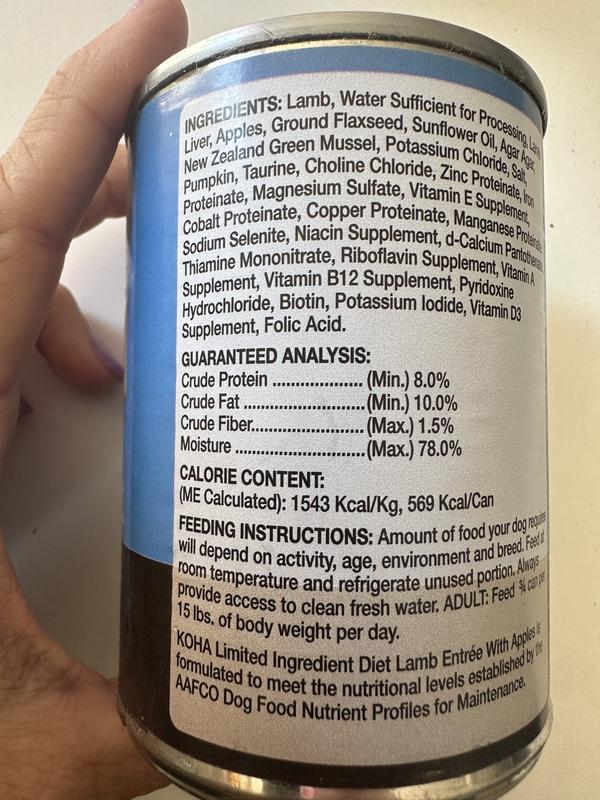 INGREDIENTS: Lamb, Water Sufficient for Processing, Lamb
Liver, Apples, Ground Flaxseed, Sunflower Oil, Agar Agar,
New Zealand Green Mussel, Potassium Chloride, Salt,
Pumpkin, Taurine, Choline Chloride, Zinc Proteinate, Iron
Proteinate, Magnesium Sulfate, Vitamin E Supplement,
Cobalt Proteinate, Copper Proteinate, Manganese Proteinate,
Sodium Selenite, Niacin Supplement, d-Calcium Pantothenate,
Thiamine Mononitrate, Riboflavin Supplement, Vitamin A
Supplement, Vitamin B12 Supplement, Pyridoxine
Hydrochloride, Biotin, Potassium Iodide, Vitamin D3
Supplement, Folic Acid.
GUARANTEED ANALYSIS:
Crude Protein .................... (Min.) 8.0%
Crude Fat ........................... (Min.) 10.0%
Crude Fiber......................... (Max.) 1.5%
Moisture ............................. (Max.) 78.0%
CALORIE CONTENT:
(ME Calculated): 1543 Kcal/Kg, 569 Kcal/Can
FEEDING INSTRUCTIONS: Amount of food your dog requires
will depend on activity, age, environment and breed. Feed at
room temperature and refrigerate unused portion. Always
provide access to clean fresh water. ADULT: Feed ¾ can per
15 lbs. of body weight per day.
KOHA Limited Ingredient Diet Lamb Entrée With Apples is
formulated to meet the nutritional levels established by the
AAFCO Dog Food Nutrient Profiles for Maintenance.